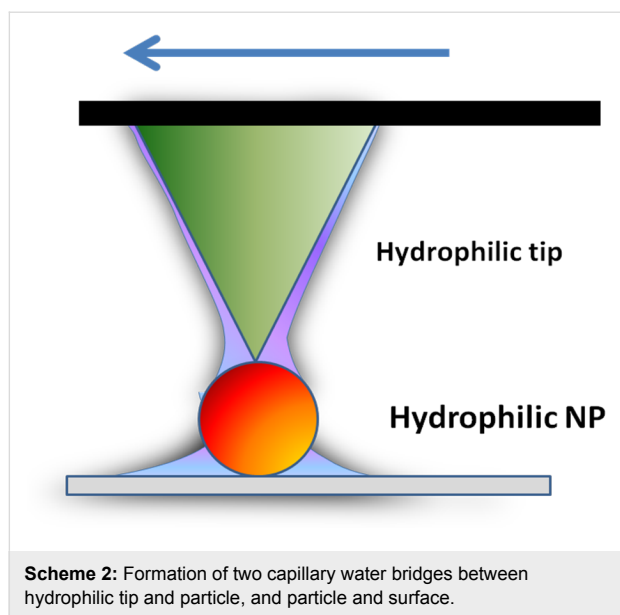 Hydrophilic tip
Hydrophilic NP
Scheme 2: Formation of two capillary water bridges between
hydrophilic tip and particle, and particle and surface.